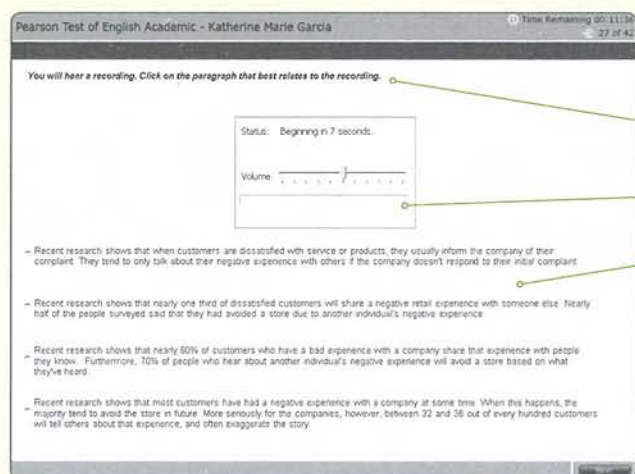 Pearson Test of English Academic - Katherine Marie Garcia
Time Remaining 00:11:36
27 of 42
You will hear a recording. Click on the paragraph that best relates to the recording.
Status: Beginning in 7 seconds.
Volume
– Recent research shows that when customers are dissatisfied with service or products, they usually inform the company of their
complaint. They tend to only talk about their negative experience with others if the company doesn't respond to their initial complaint.
– Recent research shows that nearly one third of dissatisfied customers will share a negative retail experience with someone else. Nearly
half of the people surveyed said that they had avoided a store due to another individual's negative experience.
– Recent research shows that nearly 80% of customers who have a bad experience with a company share that experience with people
they know. Furthermore, 70% of people who hear about another individual's negative experience will avoid a store based on what
they've heard.
– Recent research shows that most customers have had a negative experience with a company at some time. When this happens, the
majority tend to avoid the store in future. More seriously for the companies, however, between 32 and 36 out of every hundred customers
will tell others about that experience, and often exaggerate the story.